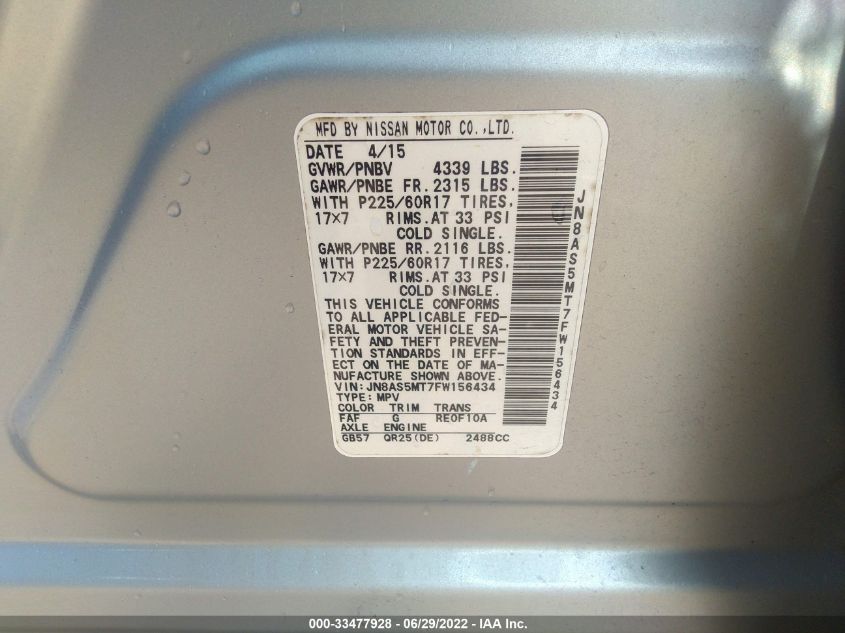 MFD BY NISSAN MOTOR CO.,LTD.
DATE 4/15
GVWR/PNBV 4339 LBS.
GAWR/PNBE FR. 2315 LBS.
WITH P225/60R17 TIRES,
17×7 RIMS.AT 33 PSI
COLD SINGLE.
GAWR/PNBE RR. 2116 LBS.
WITH P225/60R17 TIRES,
17×7 RIMS.AT 33 PSI
COLD SINGLE.
THIS VEHICLE CONFORMS
TO ALL APPLICABLE FED-
ERAL MOTOR VEHICLE SA-
FETY AND THEFT PREVEN-
TION STANDARDS IN EFF-
ECT ON THE DATE OF MA-
NUFACTURE SHOWN ABOVE.
VIN:JN8AS5MT7FW156434
TYPE:MPV
COLOR TRIM TRANS
FAF G RE0F10A
AXLE ENGINE
GB57 QR25(DE) 2488CC
JN8AS5MT7FW156434
000-33477928 - 06/29/2022 - IAA Inc.